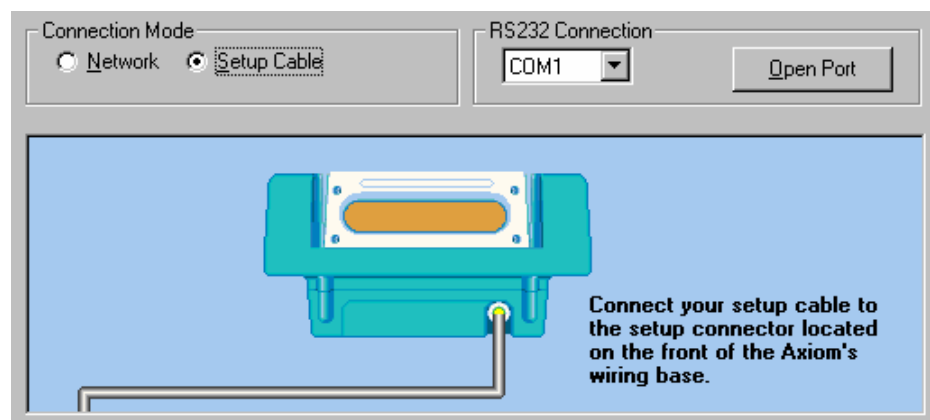 Connection Mode
Network
Setup Cable
RS232 Connection
COM1
Open Port
Connect your setup cable to
the setup connector located
on the front of the Axiom's
wiring base.